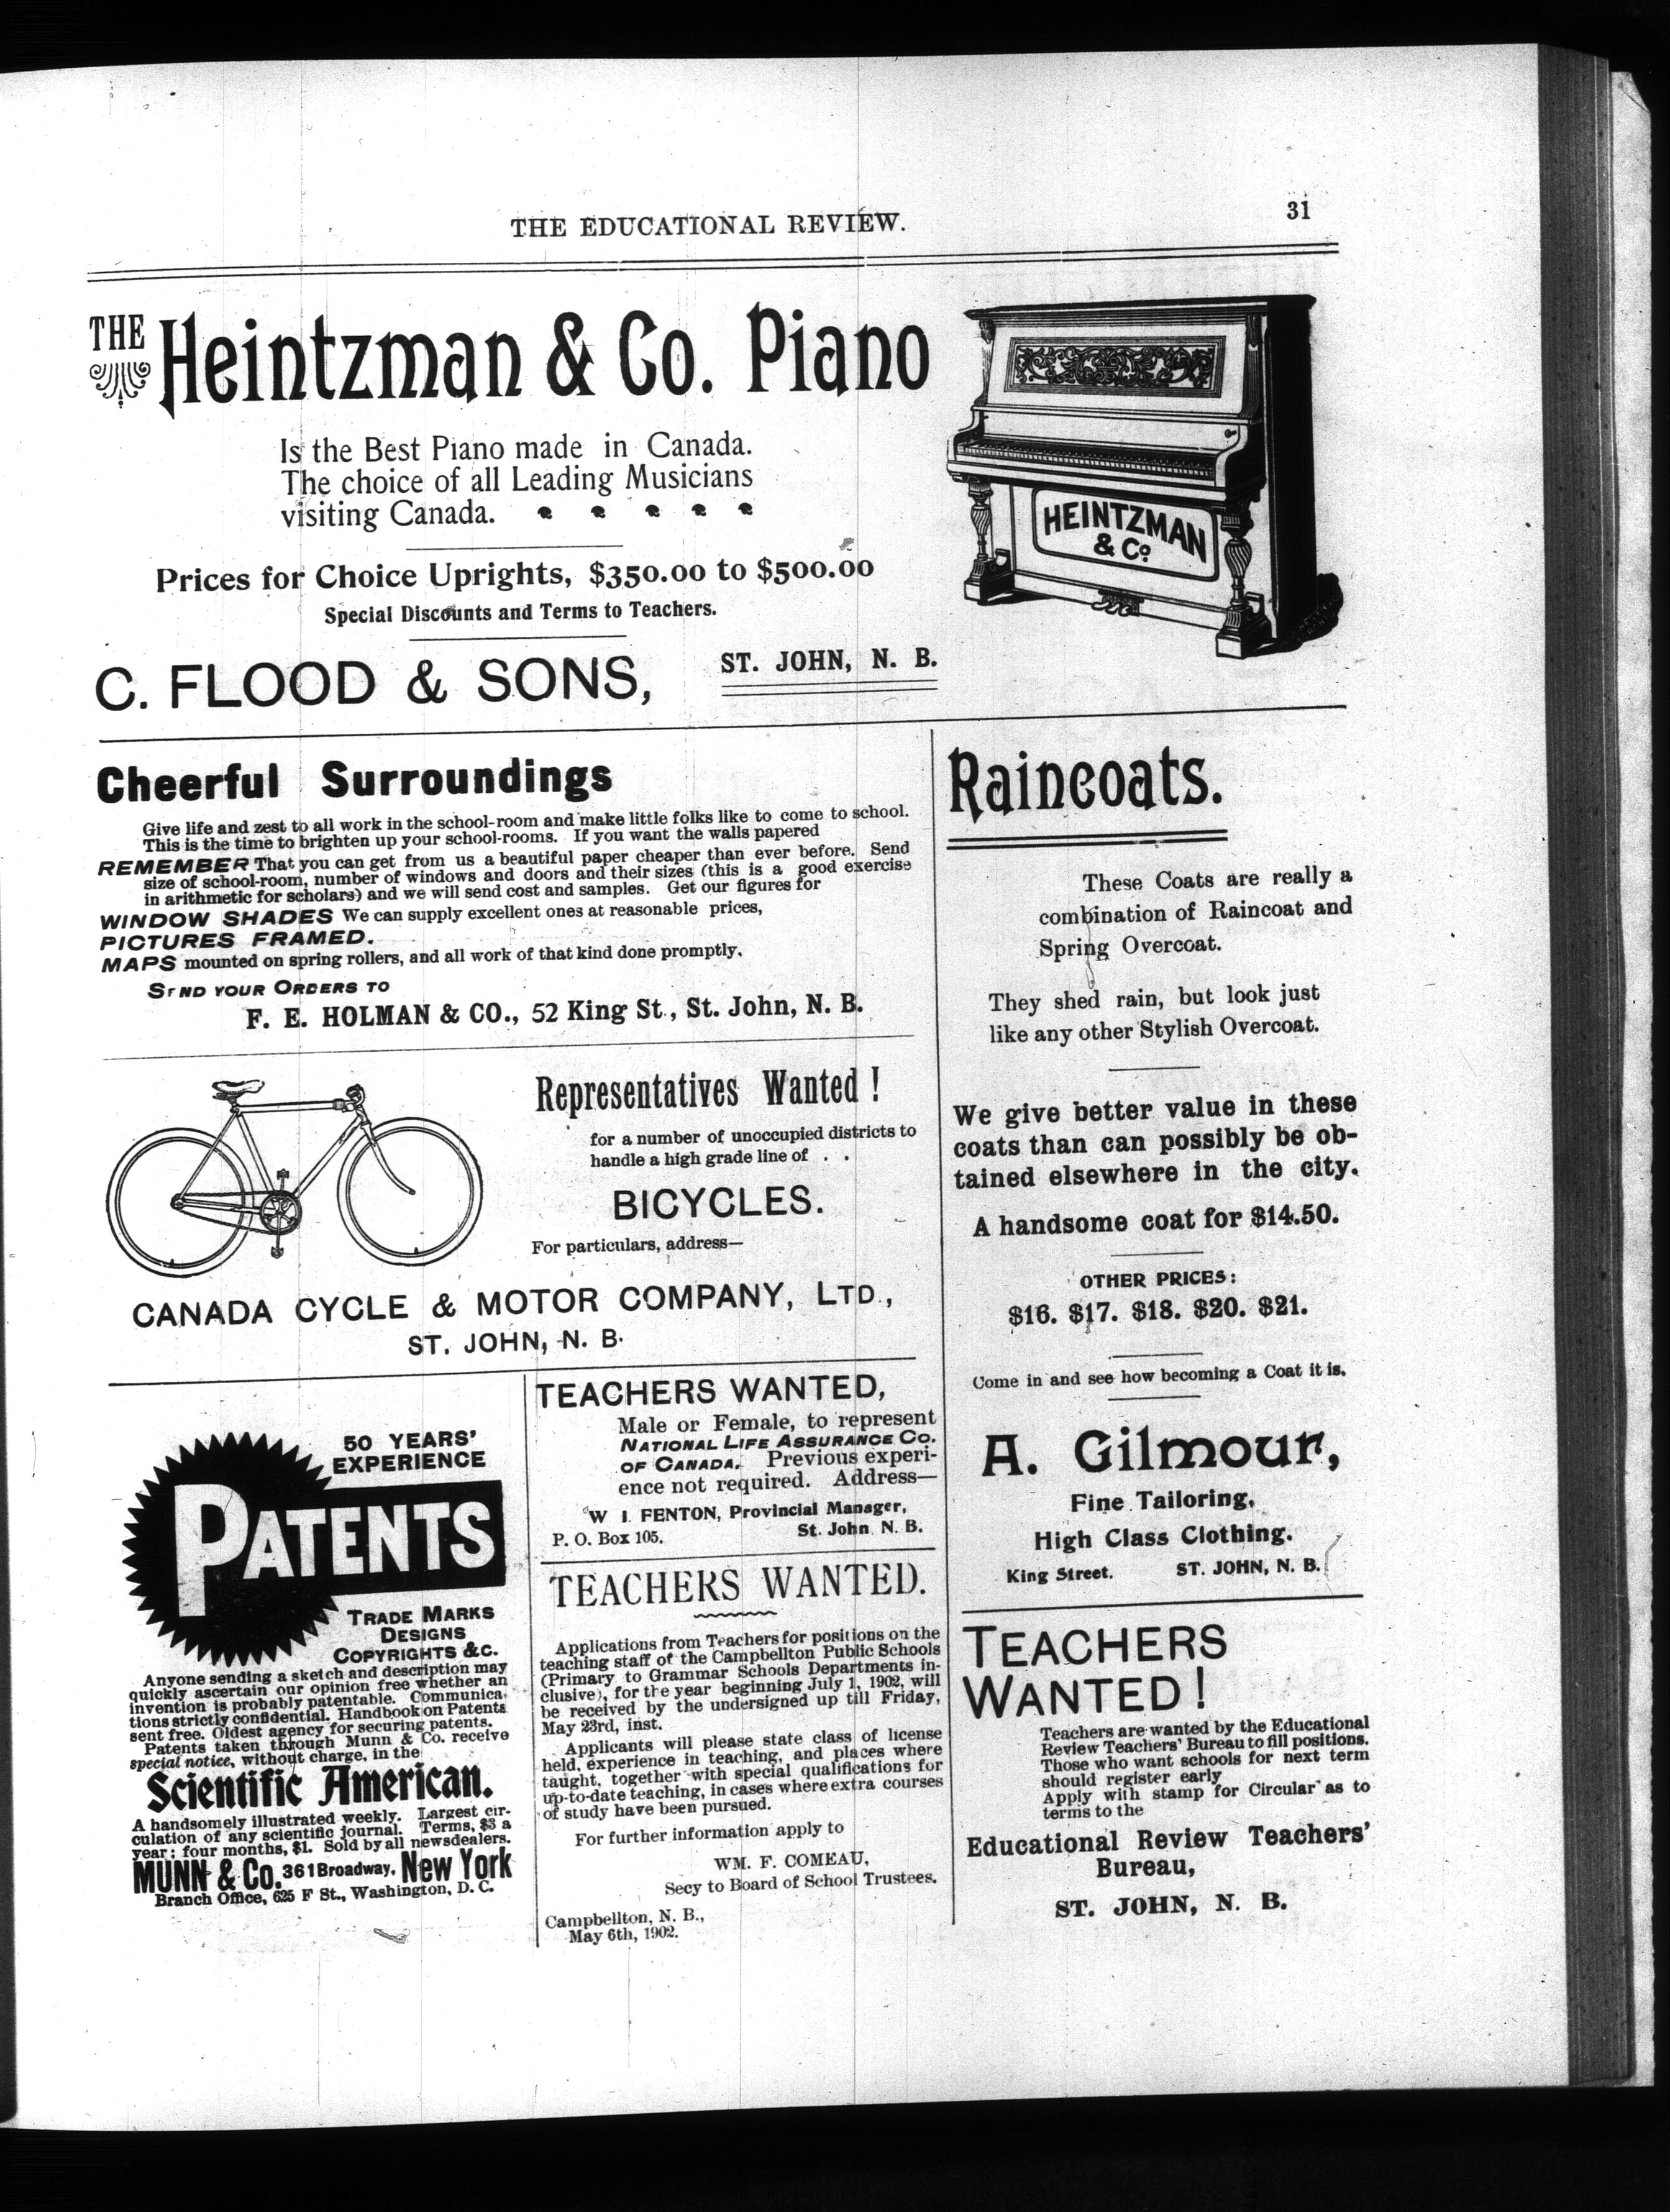 THE EDUCATIONAL REVIEW.
31
THE Heintzman & Co. Piano
Is the Best Piano made in Canada.
The choice of all Leading Musicians
visiting Canada.
Prices for Choice Uprights, $350.00 to $500.00
Special Discounts and Terms to Teachers.
C. FLOOD & SONS,
ST. JOHN, N. B.
HEINTZMAN
& Co.
Cheerful Surroundings
Give life and zest to all work in the school-room and make little folks like to come to school.
This is the time to brighten up your school-rooms. If you want the walls papered
REMEMBER That you can get from us a beautiful paper cheaper than ever before. Send
size of school-room, number of windows and doors and their sizes (this is a good exercise
in arithmetic for scholars) and we will send cost and samples. Get our figures for
WINDOW SHADES We can supply excellent ones at reasonable prices,
PICTURES FRAMED.
MAPS mounted on spring rollers, and all work of that kind done promptly.
SEND YOUR ORDERS TO
F. E. HOLMAN & CO., 52 King St., St. John, N. B.
Representatives Wanted !
for a number of unoccupied districts to
handle a high grade line of . .
BICYCLES.
For particulars, address—
CANADA CYCLE & MOTOR COMPANY, LTD.,
ST. JOHN, N. B.
50 YEARS'
EXPERIENCE
PATENTS
TRADE MARKS
DESIGNS
COPYRIGHTS &C.
Anyone sending a sketch and description may
quickly ascertain our opinion free whether an
invention is probably patentable. Communica-
tions strictly confidential. Handbook on Patents
sent free. Oldest agency for securing patents.
Patents taken through Munn & Co. receive
special notice, without charge, in the
Scientific American.
A handsomely illustrated weekly. Largest cir-
culation of any scientific journal. Terms, $3 a
year; four months, $1. Sold by all newsdealers.
MUNN & Co. 361 Broadway, New York
Branch Office, 625 F St., Washington, D. C.
TEACHERS WANTED,
Male or Female, to represent
NATIONAL LIFE ASSURANCE CO.
OF CANADA. Previous experi-
ence not required. Address—
W I. FENTON, Provincial Manager,
P. O. Box 105. St. John N. B.
TEACHERS WANTED.
Applications from Teachers for positions on the
teaching staff of the Campbellton Public Schools
(Primary to Grammar Schools Departments in-
clusive), for the year beginning July 1, 1902, will
be received by the undersigned up till Friday,
May 23rd, inst.
Applicants will please state class of license
held, experience in teaching, and places where
taught, together with special qualifications for
up-to-date teaching, in cases where extra courses
of study have been pursued.
For further information apply to
WM. F. COMEAU,
Secy to Board of School Trustees.
Campbellton, N. B.,
May 6th, 1902.
Raincoats.
These Coats are really a
combination of Raincoat and
Spring Overcoat.
They shed rain, but look just
like any other Stylish Overcoat.
We give better value in these
coats than can possibly be ob-
tained elsewhere in the city.
A handsome coat for $14.50.
OTHER PRICES:
$16. $17. $18. $20. $21.
Come in and see how becoming a Coat it is.
A. Gilmour,
Fine Tailoring,
High Class Clothing.
King Street. ST. JOHN, N. B.
TEACHERS
WANTED!
Teachers are wanted by the Educational
Review Teachers' Bureau to fill positions.
Those who want schools for next term
should register early
Apply with stamp for Circular as to
terms to the
Educational Review Teachers'
Bureau,
ST. JOHN, N. B.